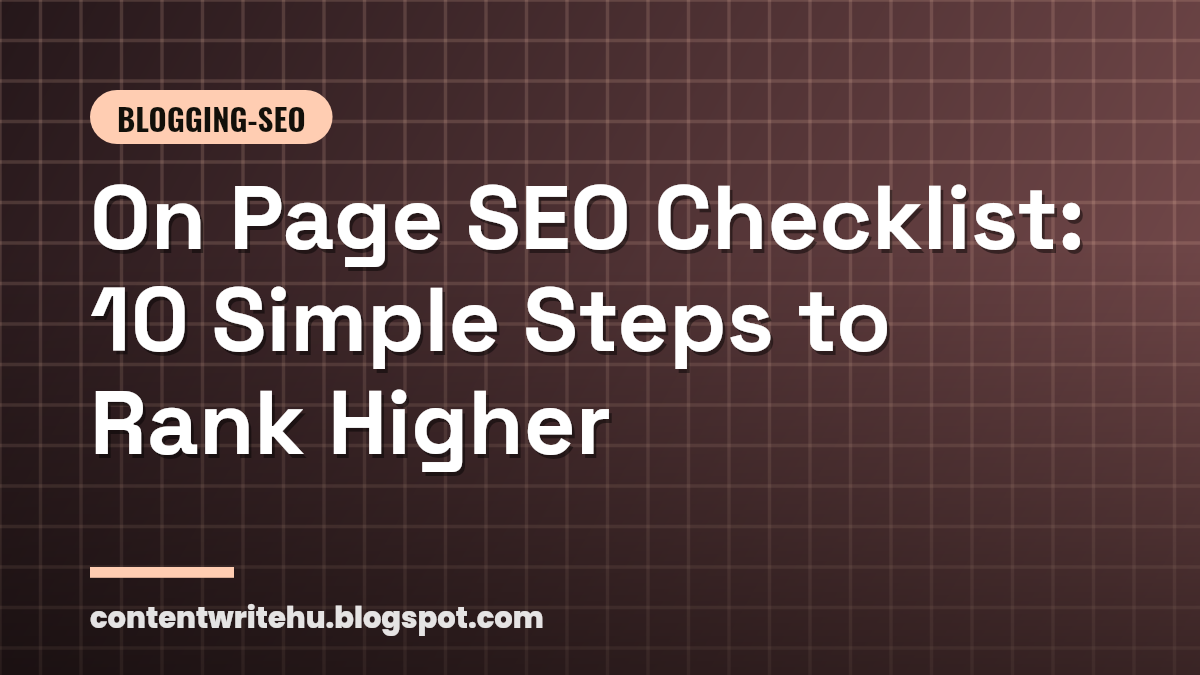 BLOGGING-SEO
On Page SEO Checklist:
10 Simple Steps to
Rank Higher
contentwritehu.blogspot.com